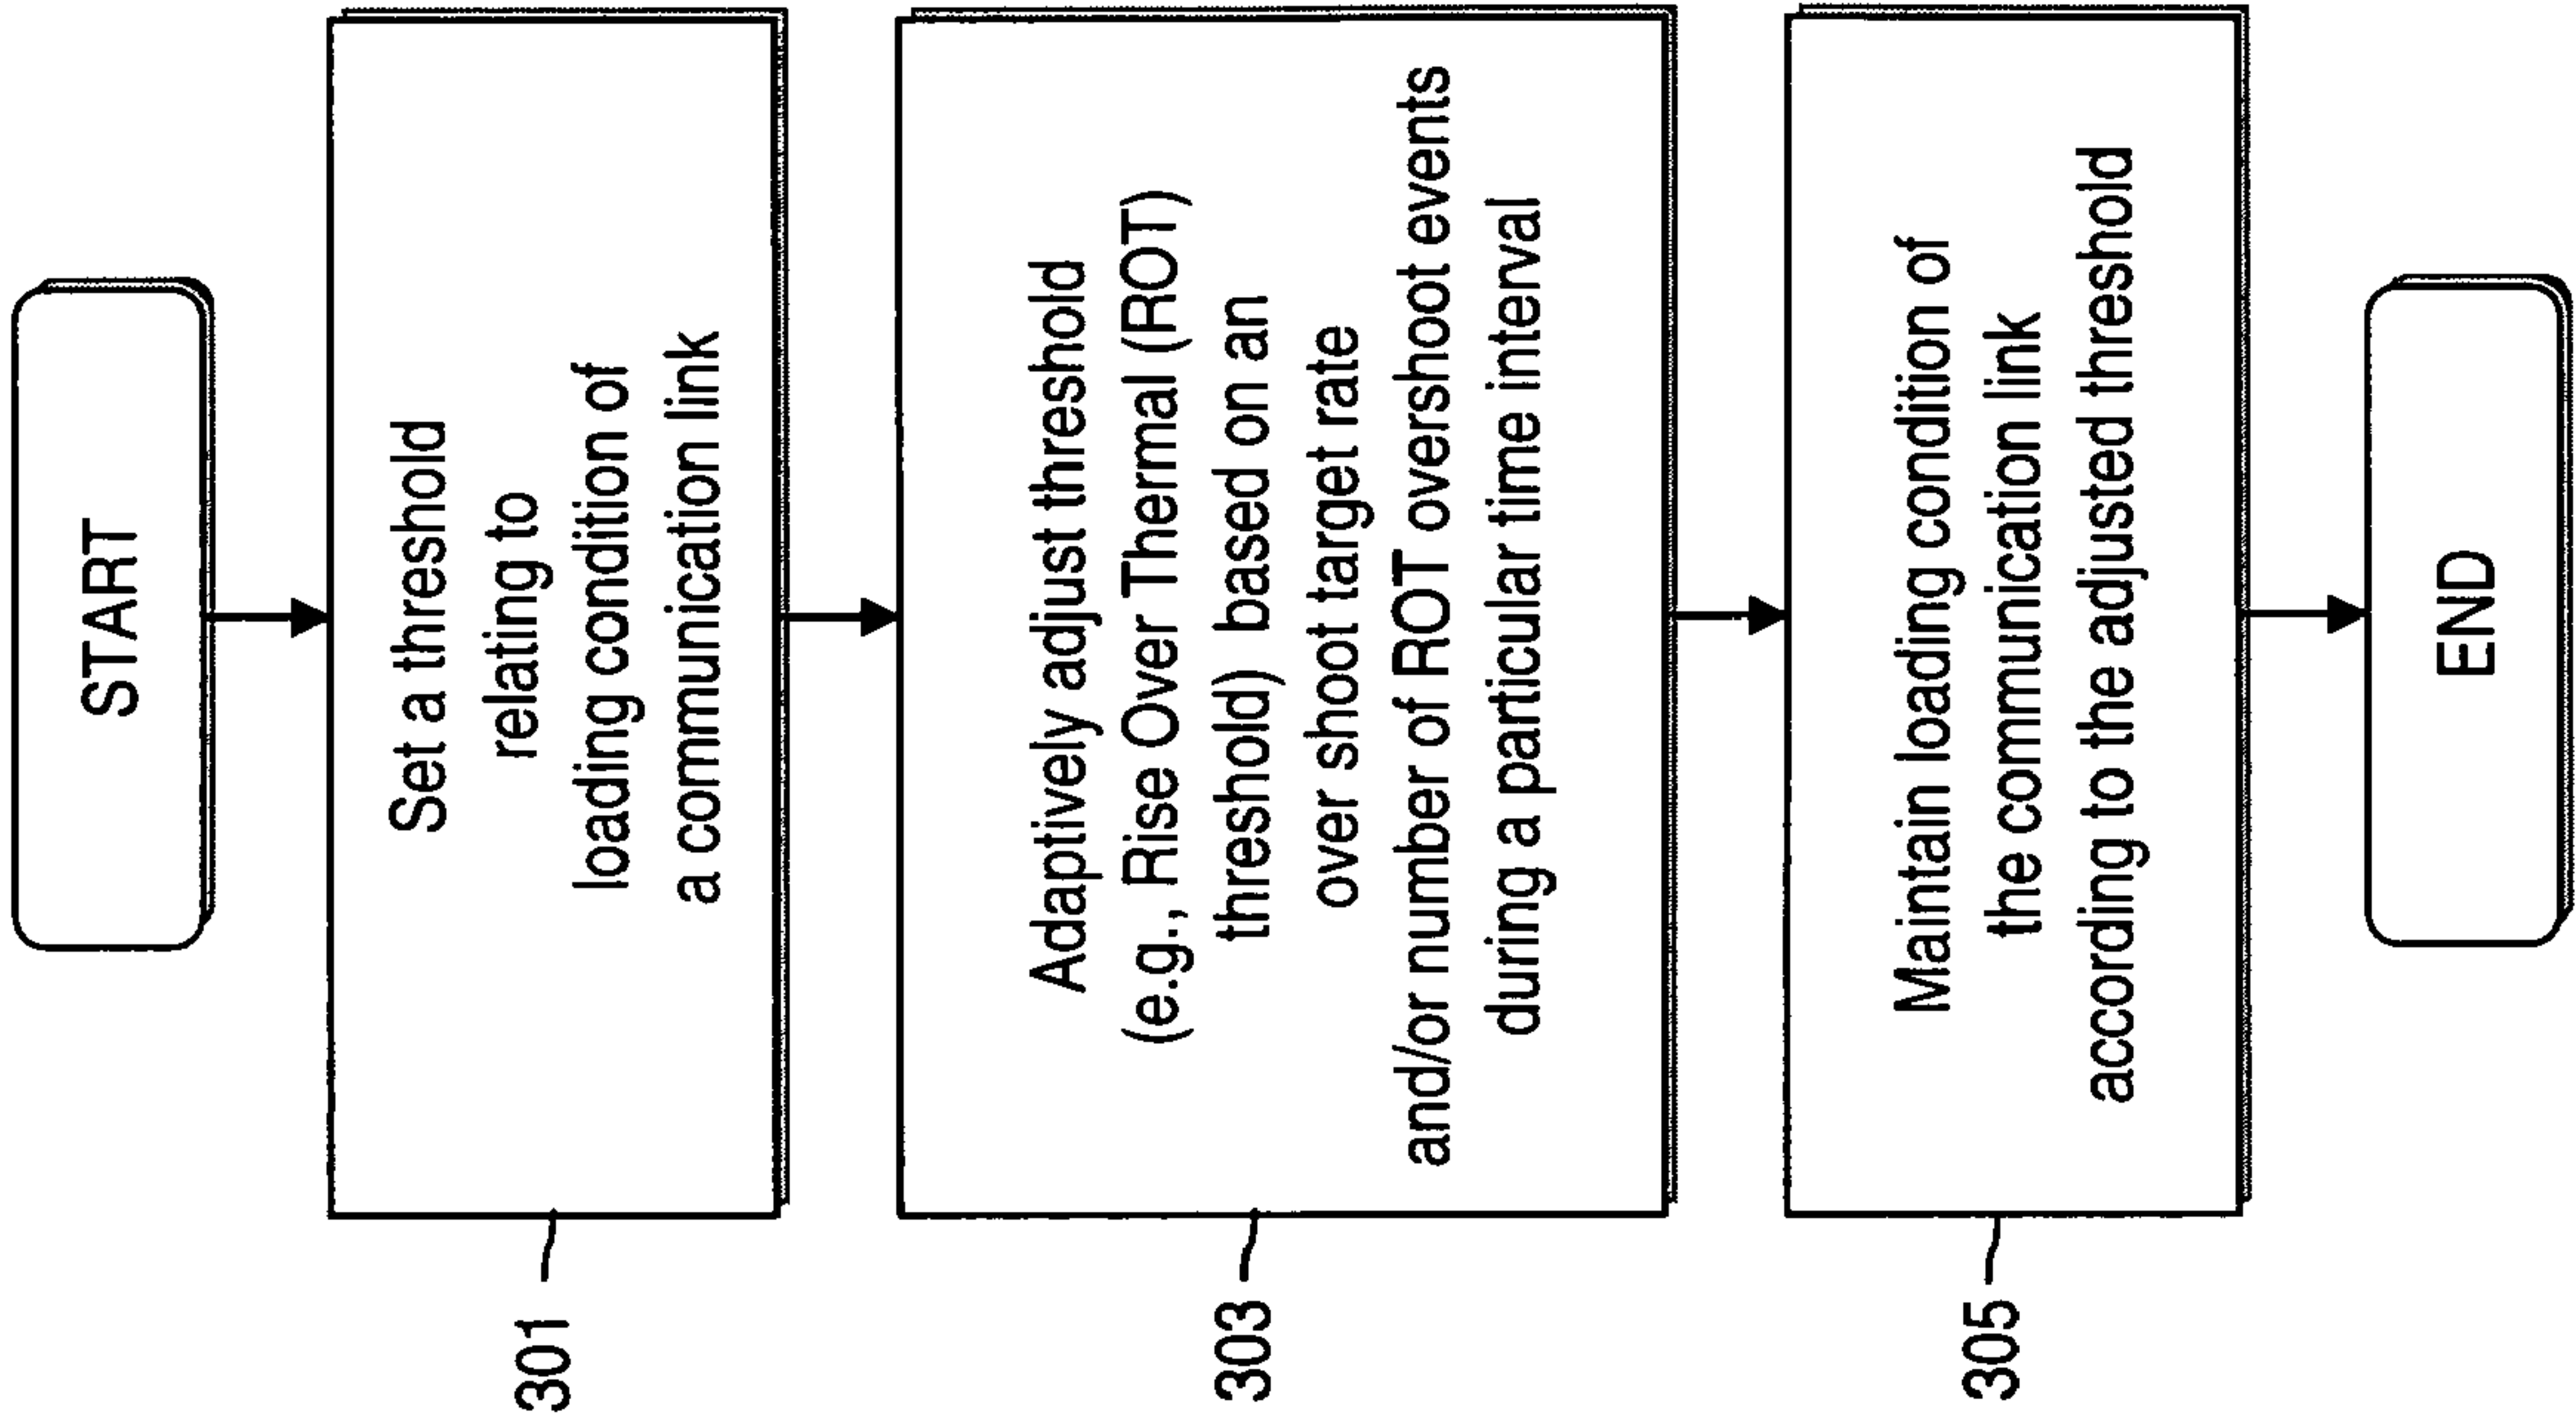 START
301
Set a threshold
relating to
loading condition of
a communication link
303
Adaptively adjust threshold
(e.g., Rise Over Thermal (ROT)
threshold) based on an
over shoot target rate
and/or number of ROT overshoot events
during a particular time interval
305
Maintain loading condition of
the communication link
according to the adjusted threshold
END